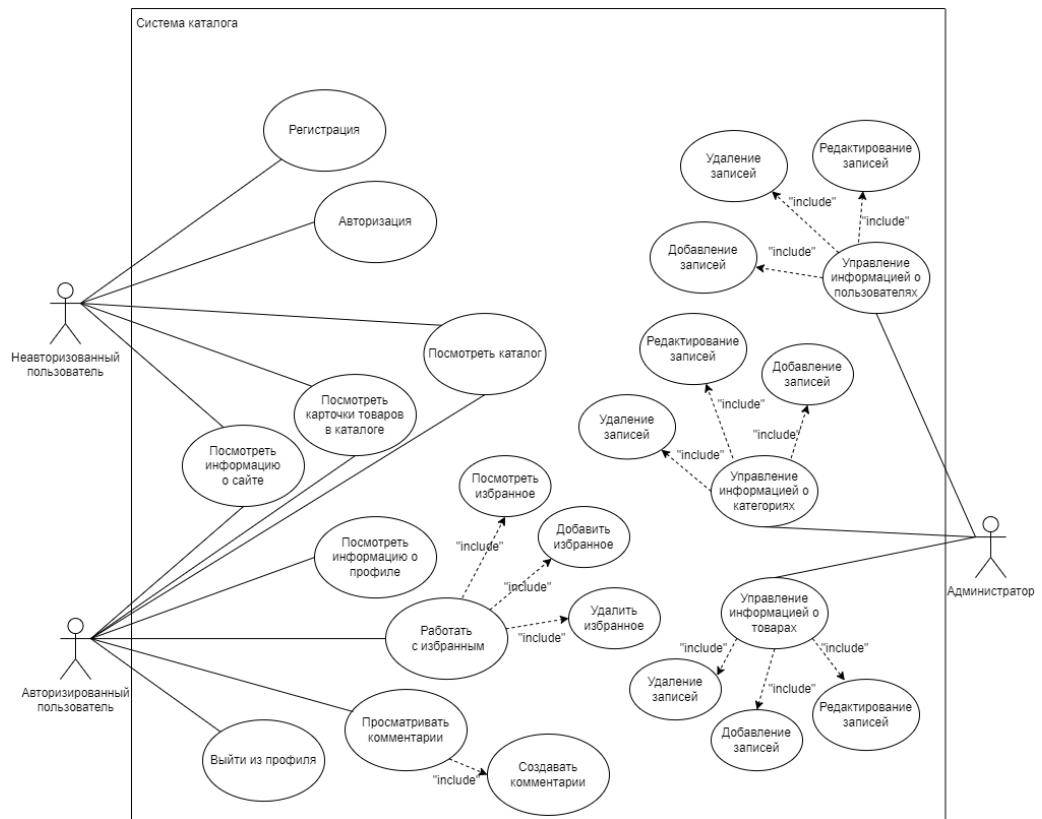 Система каталога
Регистрация
Авторизация
Неавторизованный
пользователь
Посмотреть каталог
Посмотреть
карточки товаров
в каталоге
Посмотреть
информацию
о сайте
Посмотреть
информацию о
профиле
Авторизированный
пользователь
Работать
с избранным
"include"
Посмотреть
избранное
"include"
Добавить
избранное
"include"
Удалить
избранное
Просматривать
комментарии
"include"
Создавать
комментарии
Выйти из профиля
Удаление
записей
Редактирование
записей
"include"
"include"
Добавление
записей
"include"
Управление
информацией о
пользователях
Редактирование
записей
Добавление
записей
"include"
"include"
Удаление
записей
"include"
Управление
информацией о
категориях
Администратор
Управление
информацией о
товарах
"include"
"include"
"include"
Удаление
записей
Добавление
записей
Редактирование
записей